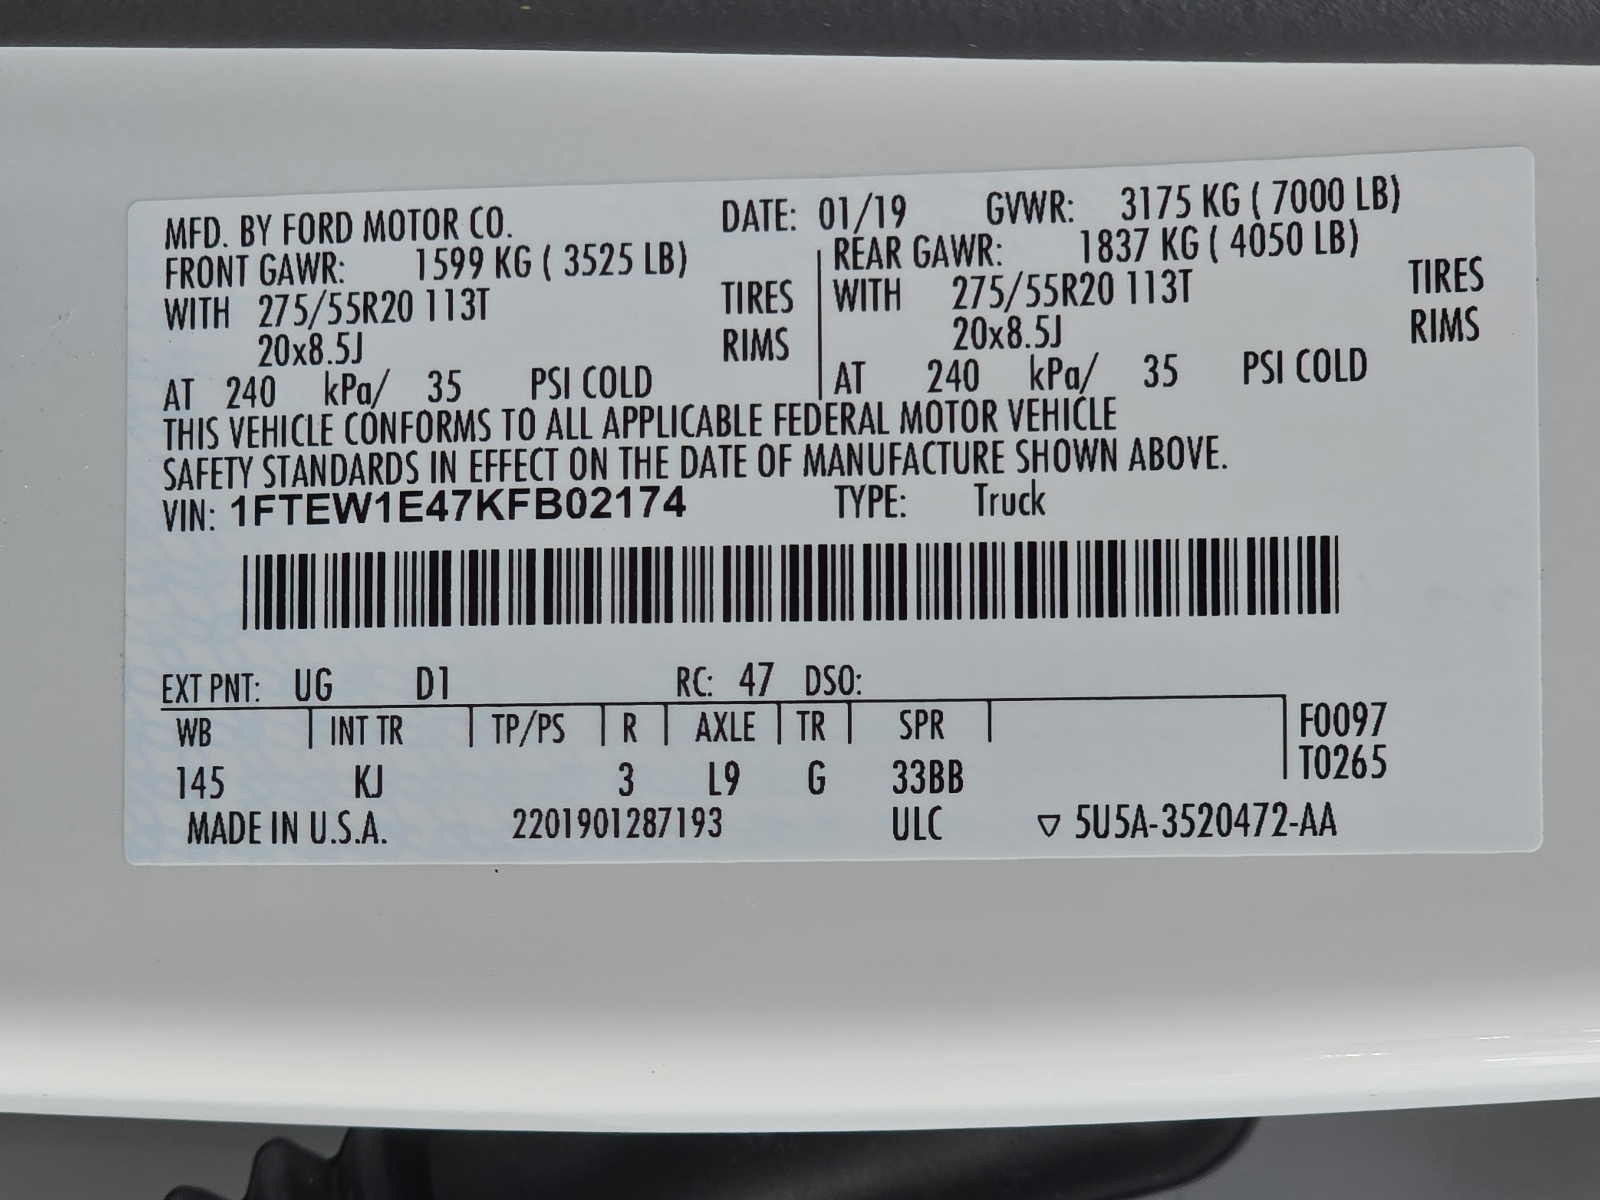 MFD. BY FORD MOTOR CO. DATE: 01/19 GVWR: 3175 KG ( 7000 LB)
FRONT GAWR: 1599 KG ( 3525 LB) REAR GAWR: 1837 KG ( 4050 LB)
WITH 275/55R20 113T TIRES WITH 275/55R20 113T TIRES
20x8.5J RIMS 20x8.5J RIMS
AT 240 kPa/ 35 PSI COLD AT 240 kPa/ 35 PSI COLD
THIS VEHICLE CONFORMS TO ALL APPLICABLE FEDERAL MOTOR VEHICLE
SAFETY STANDARDS IN EFFECT ON THE DATE OF MANUFACTURE SHOWN ABOVE.
VIN: 1FTEW1E47KFB02174 TYPE: Truck
EXT PNT: UG D1 RC: 47 DSO:
WB INT TR TP/PS R AXLE TR SPR F0097
T0265
145 KJ 3 L9 G 33BB
MADE IN U.S.A. 2201901287193 ULC ▽ 5U5A-3520472-AA